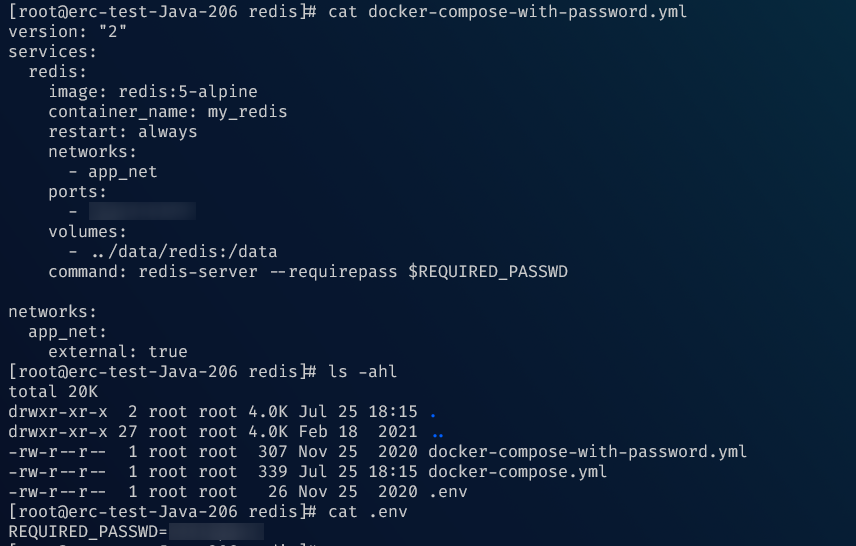 [root@erc-test-Java-206 redis]# cat docker-compose-with-password.yml
version: "2"
services:
  redis:
    image: redis:5-alpine
    container_name: my_redis
    restart: always
    networks:
      - app_net
    ports:
      -
    volumes:
      - ../data/redis:/data
    command: redis-server --requirepass $REQUIRED_PASSWD

networks:
  app_net:
    external: true
[root@erc-test-Java-206 redis]# ls -ahl
total 20K
drwxr-xr-x  2 root root 4.0K Jul 25 18:15 .
drwxr-xr-x 27 root root 4.0K Feb 18  2021 ..
-rw-r--r--  1 root root  307 Nov 25  2020 docker-compose-with-password.yml
-rw-r--r--  1 root root  339 Jul 25 18:15 docker-compose.yml
-rw-r--r--  1 root root   26 Nov 25  2020 .env
[root@erc-test-Java-206 redis]# cat .env
REQUIRED_PASSWD=